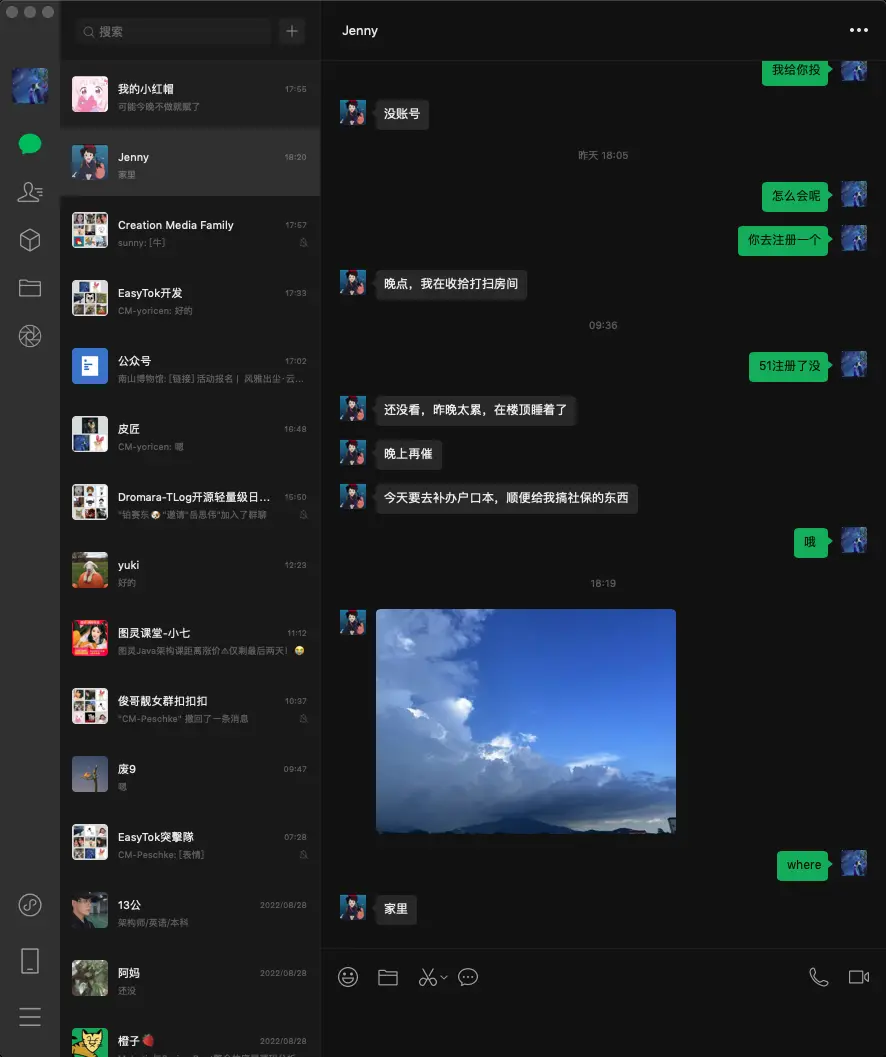 搜索
我的小红帽
17:55
可能今晚不做就赋了
Jenny
18:20
家里
Creation Media Family
17:57
sunny: [牛]
EasyTok开发
17:33
CM-yoricen: 好的
公众号
17:02
南山博物馆: [链接] 活动报名 | 风雅出尘-云...
皮匠
16:48
CM-yoricen: 嗯
Dromara-TLog开源轻量级日...
15:50
"铂赛东🐶"邀请"岳思伟"加入了群聊
yuki
12:23
好的
图灵课堂-小七
11:12
图灵Java架构课距离涨价⚠仅剩最后两天！😭
俊哥靓女群扣扣扣
10:37
"CM-Peschke" 撤回了一条消息
废9
09:47
嗯
EasyTok突擊隊
07:28
CM-Peschke: [表情]
13公
2022/08/28
架构师/英语/本科
阿妈
2022/08/28
还没
橙子🍓
2022/08/28
Jenny
我给你投
没账号
昨天 18:05
怎么会呢
你去注册一个
晚点，我在收拾打扫房间
09:36
51注册了没
还没看，昨晚太累，在楼顶睡着了
晚上再催
今天要去补办户口本，顺便给我搞社保的东西
哦
18:19
where
家里